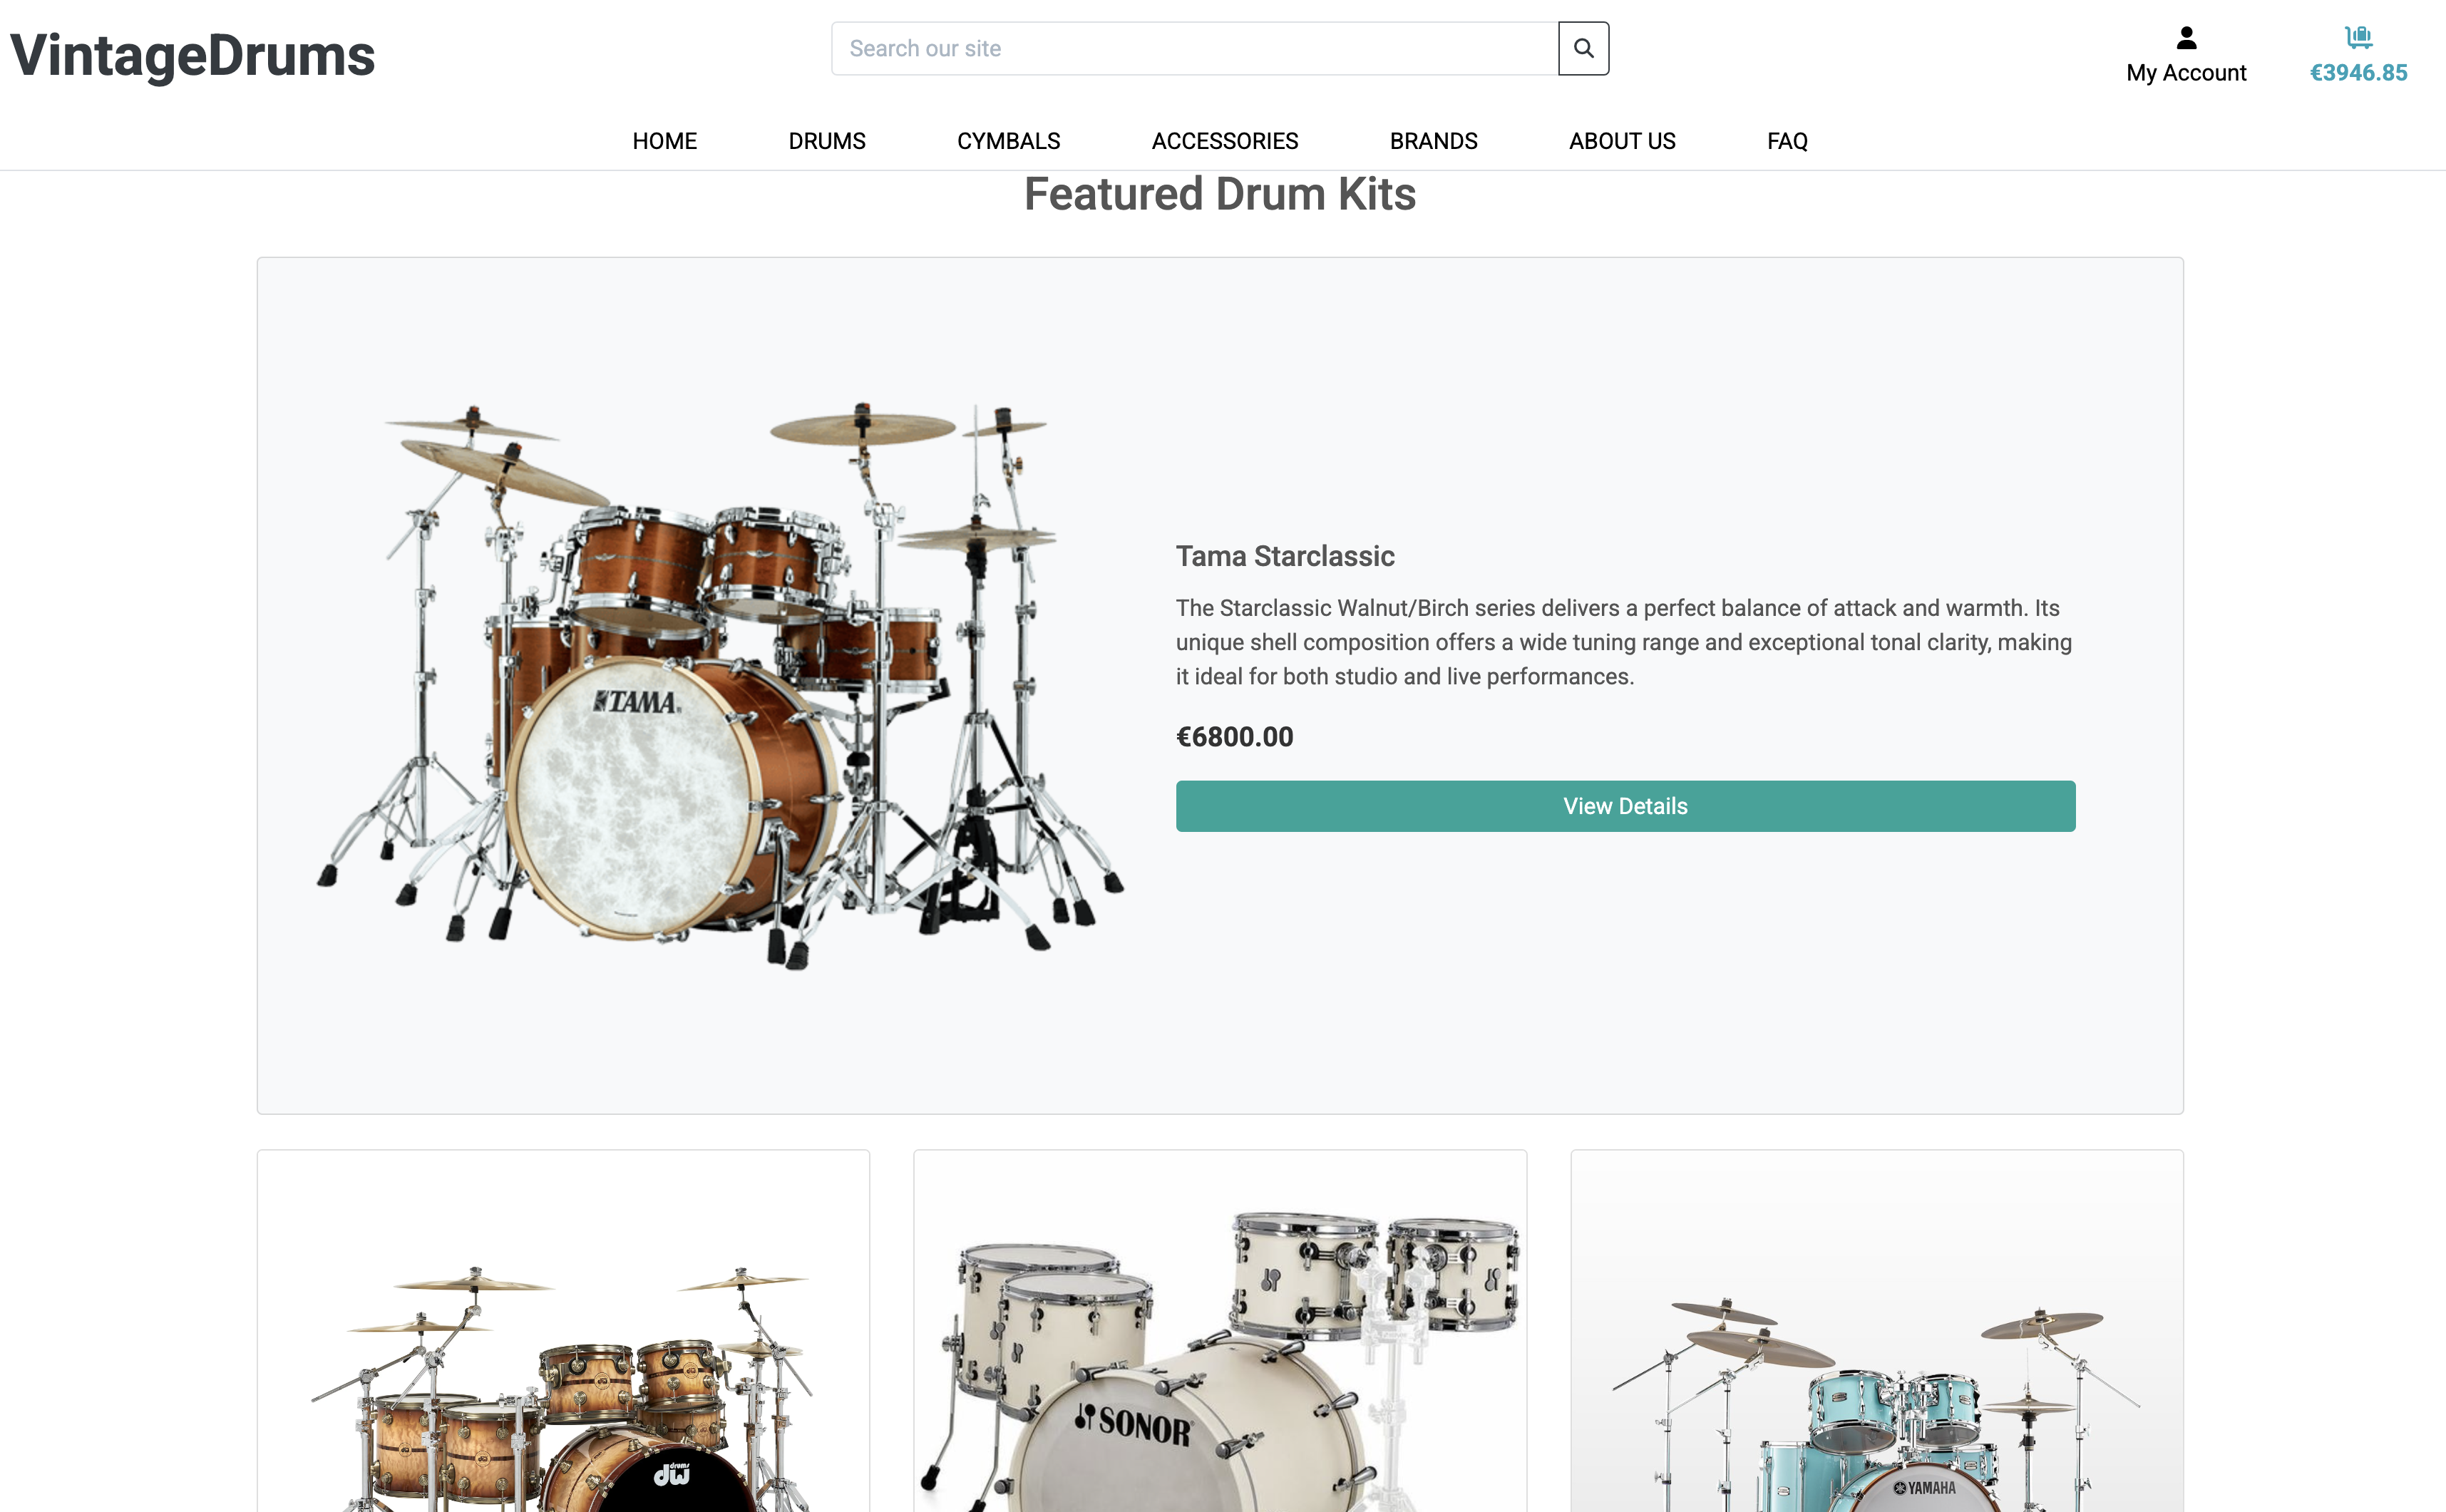 VintageDrums
Search our site
My Account
€3946.85
HOME
DRUMS
CYMBALS
ACCESSORIES
BRANDS
ABOUT US
FAQ
Featured Drum Kits
TAMA
Tama Starclassic
The Starclassic Walnut/Birch series delivers a perfect balance of attack and warmth. Its
unique shell composition offers a wide tuning range and exceptional tonal clarity, making
it ideal for both studio and live performances.
€6800.00
View Details
drums
dw
SONOR
YAMAHA